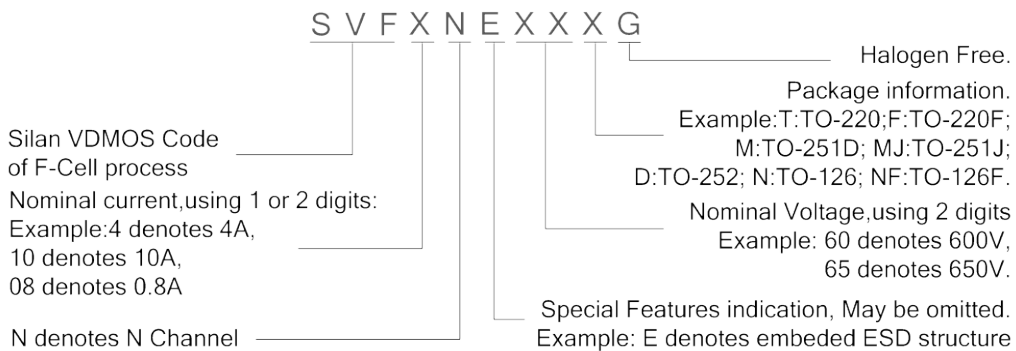 S V F X N E X X X G
Halogen Free.
Package information.
Example:T:TO-220;F:TO-220F;
M:TO-251D; MJ:TO-251J;
D:TO-252; N:TO-126; NF:TO-126F.
Nominal Voltage,using 2 digits
Example: 60 denotes 600V,
65 denotes 650V.
Special Features indication, May be omitted.
Example: E denotes embeded ESD structure
Silan VDMOS Code
of F-Cell process
Nominal current,using 1 or 2 digits:
Example:4 denotes 4A,
10 denotes 10A,
08 denotes 0.8A
N denotes N Channel